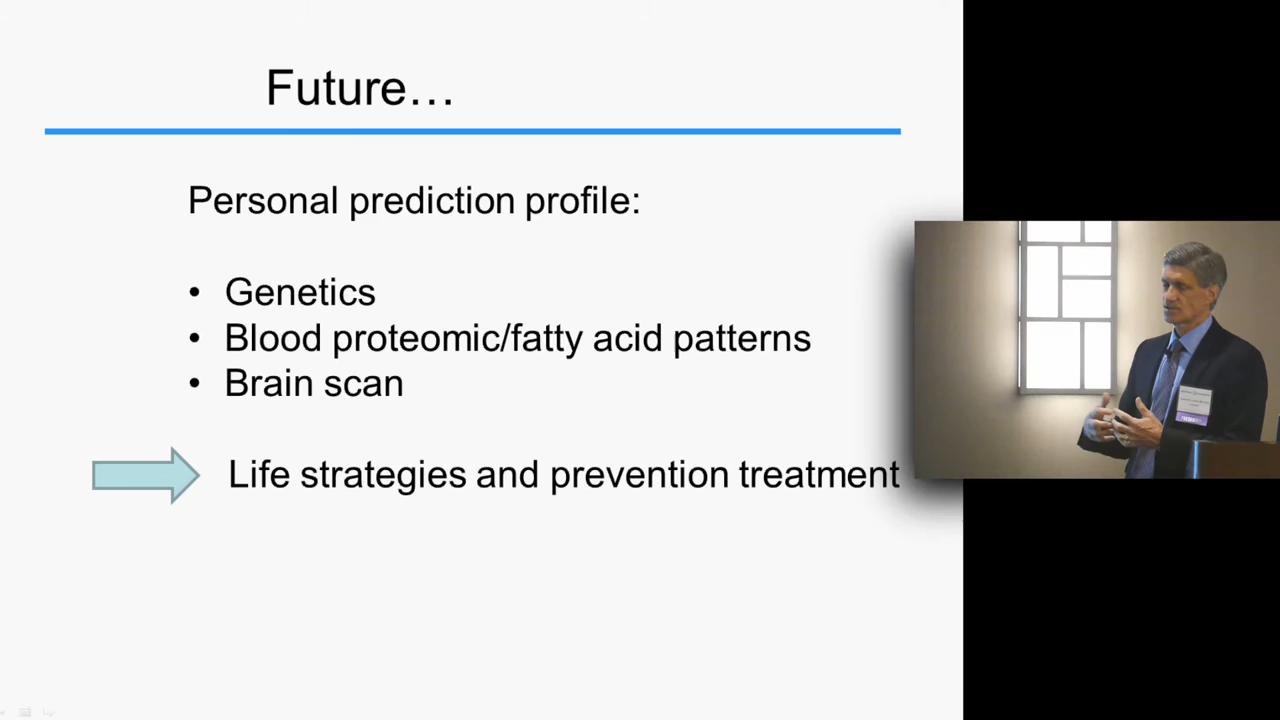 Future…
Personal prediction profile:
• Genetics
• Blood proteomic/fatty acid patterns
• Brain scan
Life strategies and prevention treatment